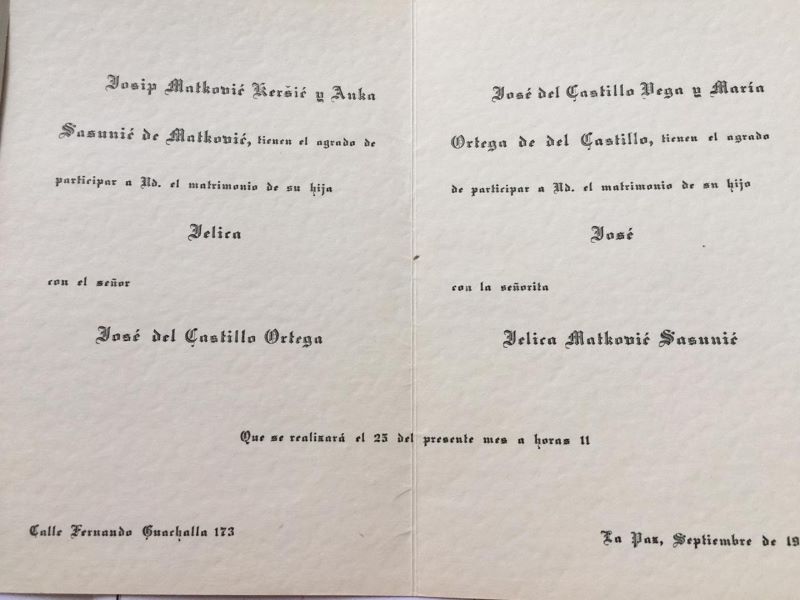 Josip Matković Keršić y Anka
Sasunić de Matković, tienen el agrado de
participar a Ud. el matrimonio de su hija
Jelica
con el señor
José del Castillo Ortega
José del Castillo Vega y María
Ortega de del Castillo, tienen el agrado
de participar a Ud. el matrimonio de su hijo
José
con la señorita
Jelica Matković Sasunić
Que se realizará el 25 del presente mes a horas 11
Calle Fernando Guachalla 173
La Paz, Septiembre de 19